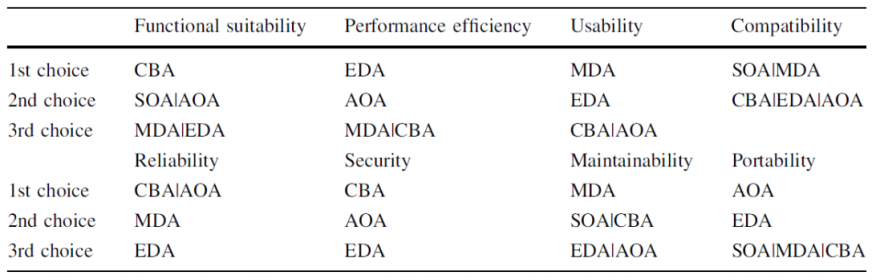 Functional suitability Performance efficiency Usability Compatibility
1st choice CBA EDA MDA SOA|MDA
2nd choice SOA|AOA AOA EDA CBA|EDA|AOA
3rd choice MDA|EDA MDA|CBA CBA|AOA
Reliability Security Maintainability Portability
1st choice CBA|AOA CBA MDA AOA
2nd choice MDA AOA SOA|CBA EDA
3rd choice EDA EDA EDA|AOA SOA|MDA|CBA